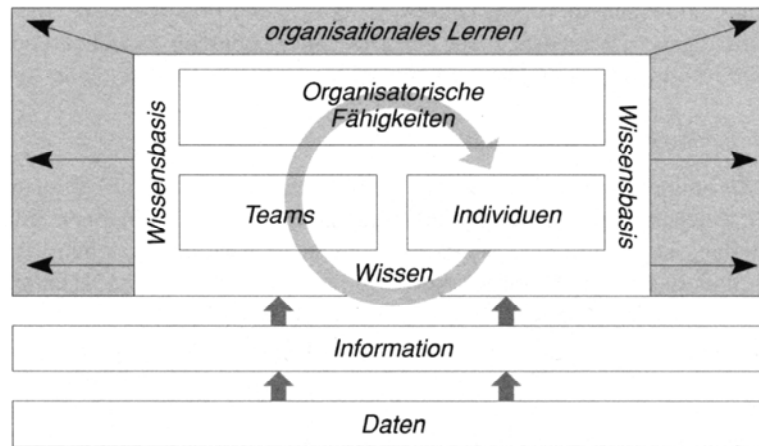 organisationales Lernen
Organisatorische
Fähigkeiten
Wissensbasis
Wissensbasis
Teams
Individuen
Wissen
Information
Daten